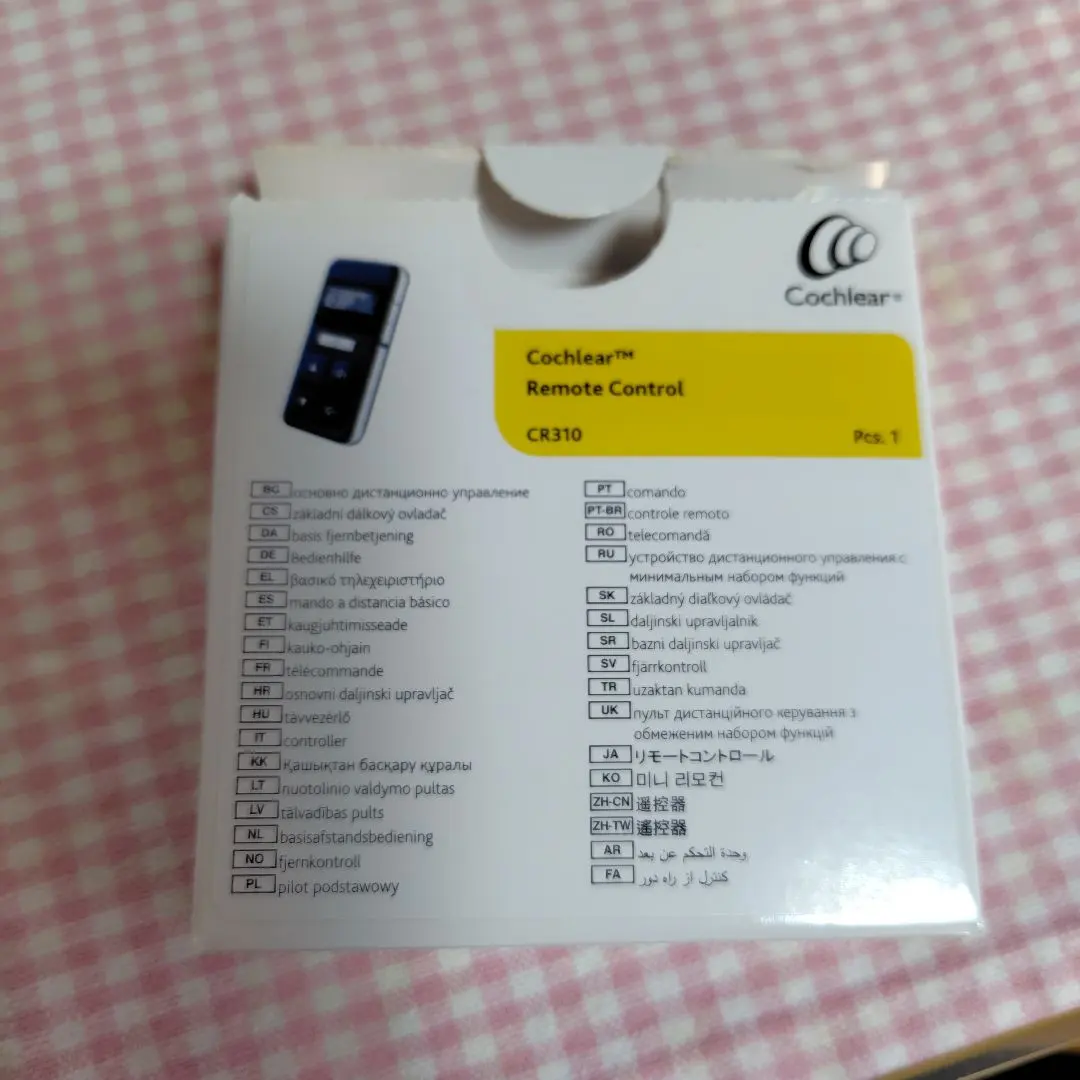 Cochlear™
Cochlear™
Remote Control
CR310 Pcs. 1
BG основно дистанционно управление
CS základní dálkový ovladač
DA basis fjernbetjening
DE Bedienhilfe
EL βασικό τηλεχειριστήριο
ES mando a distancia básico
ET kaugjuhtimisseade
FI kauko-ohjain
FR télécommande
HR osnovni daljinski upravljač
HU távvezérlő
IT controller
KK Қашықтан басқару құралы
LT nuotolinio valdymo pultas
LV tālvadības pults
NL basisafstandsbediening
NO fjernkontroll
PL pilot podstawowy
PT comando
PT-BR controle remoto
RO telecomandă
RU устройство дистанционного управления с
минимальным набором функций
SK základný diaľkový ovládač
SL daljinski upravljalnik
SR bazni daljinski upravljač
SV fjärrkontroll
TR uzaktan kumanda
UK пульт дистанційного керування з
обмеженим набором функцій
JA リモートコントロール
KO 미니 리모컨
ZH-CN 遥控器
ZH-TW 遙控器
AR وحدة التحكم عن بعد
FA کنترل از راه دور